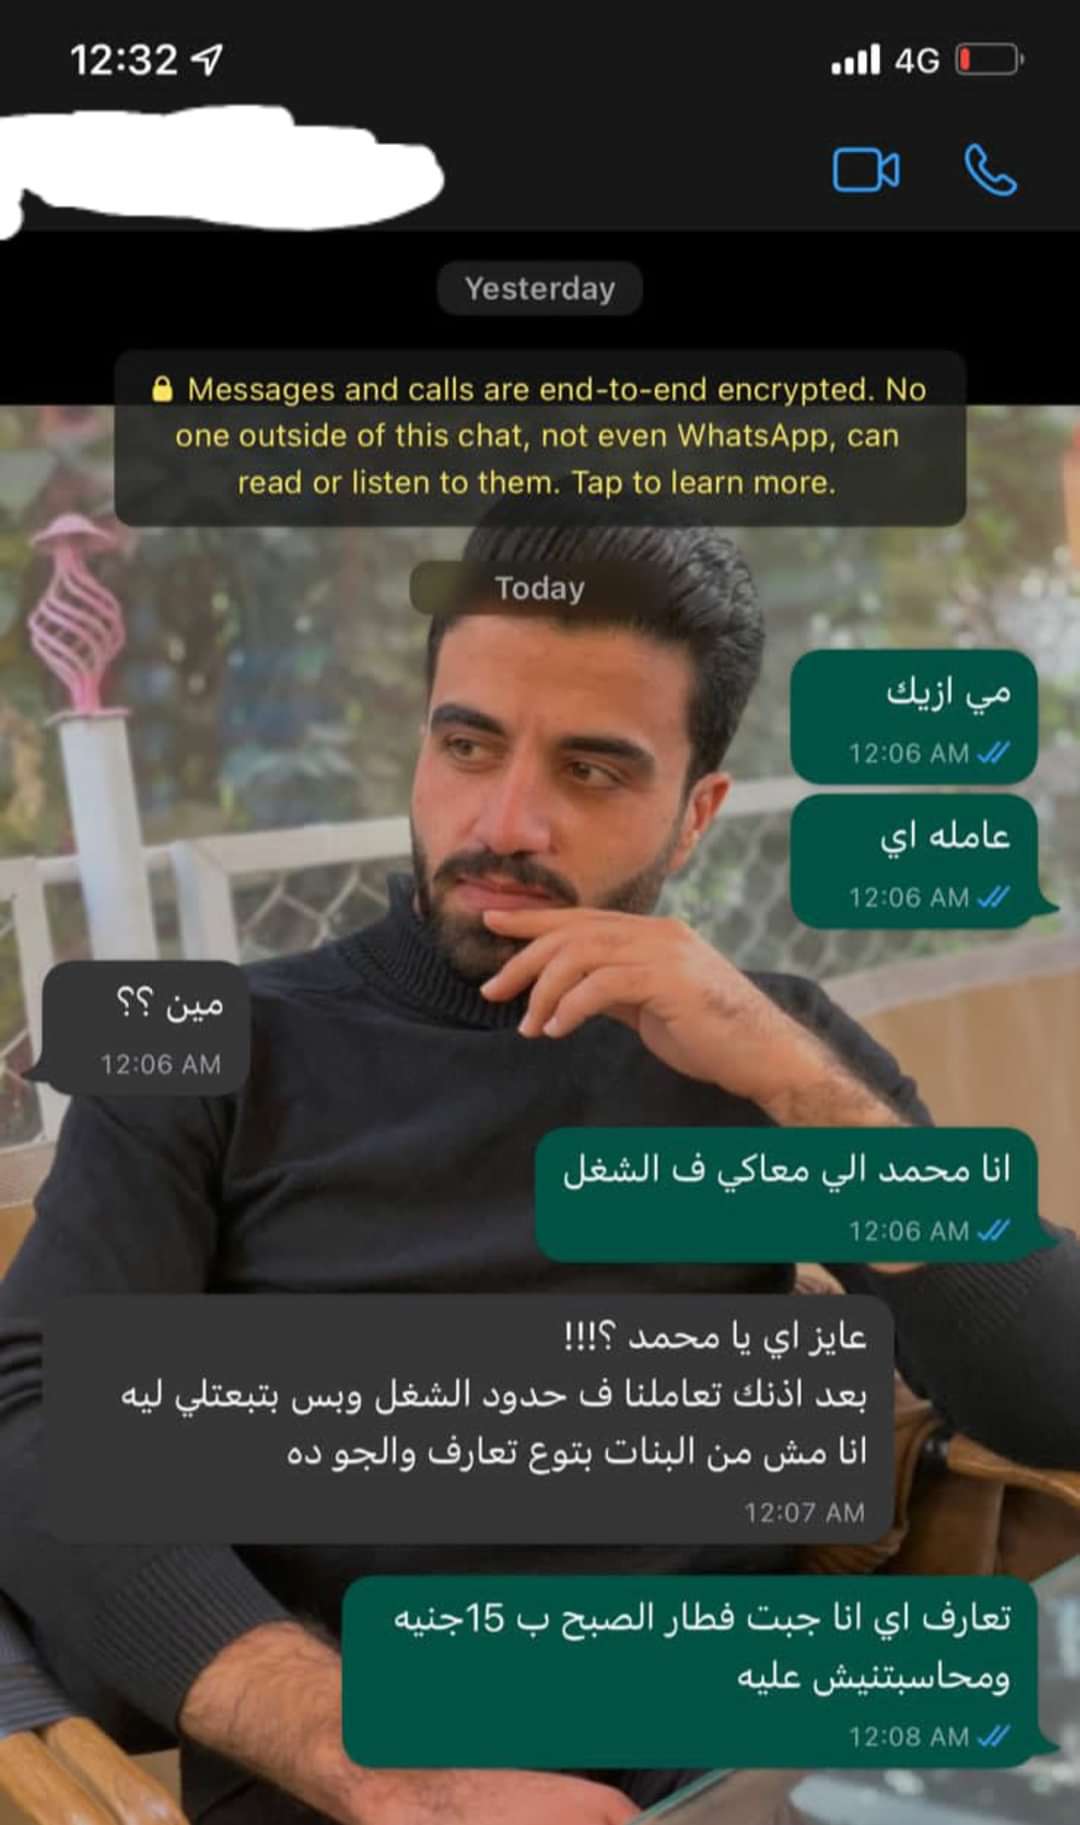 12:32
4G
Yesterday
Messages and calls are end-to-end encrypted. No
one outside of this chat, not even WhatsApp, can
read or listen to them. Tap to learn more.
Today
مي ازيك
12:06 AM
عامله اي
12:06 AM
مين ؟؟
12:06 AM
انا محمد الي معاكي ف الشغل
12:06 AM
عايز اي يا محمد ؟!!!
بعد اذنك تعاملنا ف حدود الشغل وبس بتبعتلي ليه
انا مش من البنات بتوع تعارف والجو ده
12:07 AM
تعارف اي انا جبت فطار الصبح ب 15جنيه
ومحاسبتنيش عليه
12:08 AM